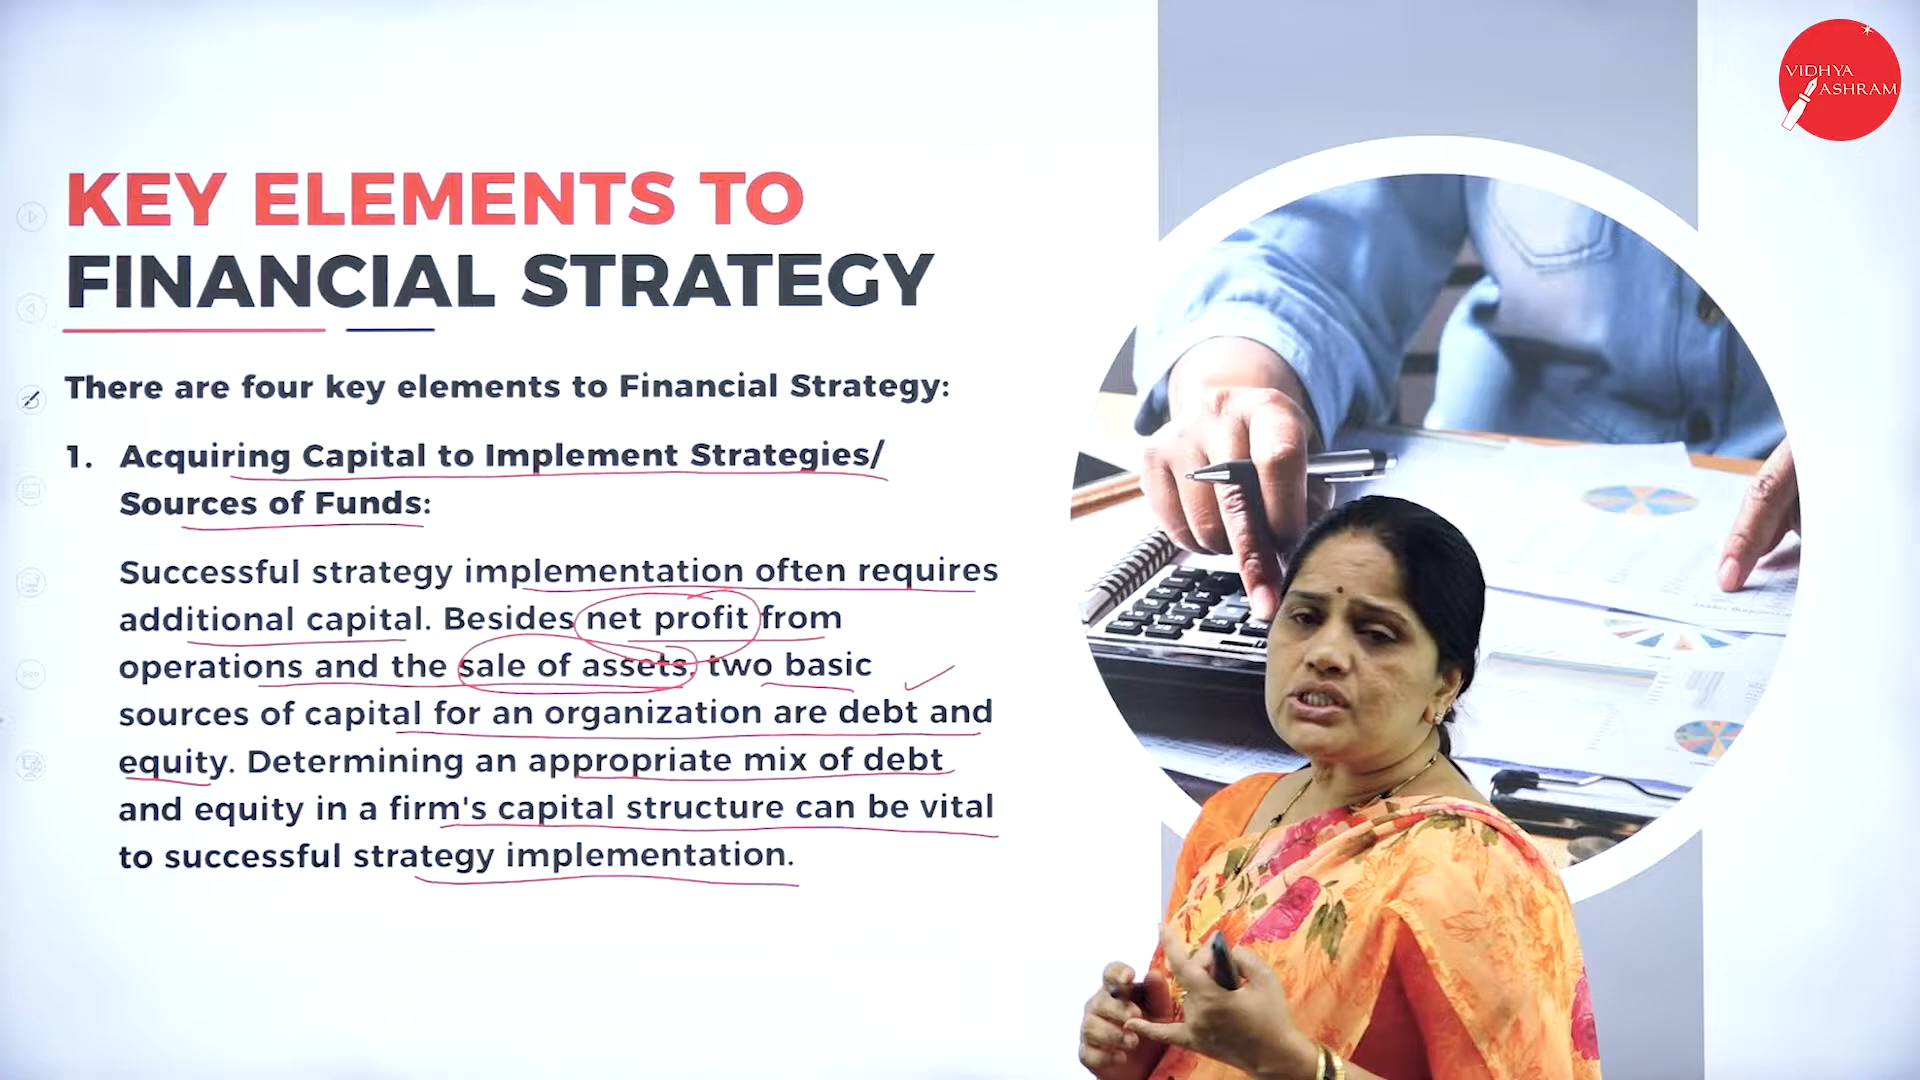 VIDHYA
ASHRAM
KEY ELEMENTS TO
FINANCIAL STRATEGY
There are four key elements to Financial Strategy:
1. Acquiring Capital to Implement Strategies/
Sources of Funds:
Successful strategy implementation often requires
additional capital. Besides net profit from
operations and the sale of assets, two basic
sources of capital for an organization are debt and
equity. Determining an appropriate mix of debt
and equity in a firm's capital structure can be vital
to successful strategy implementation.